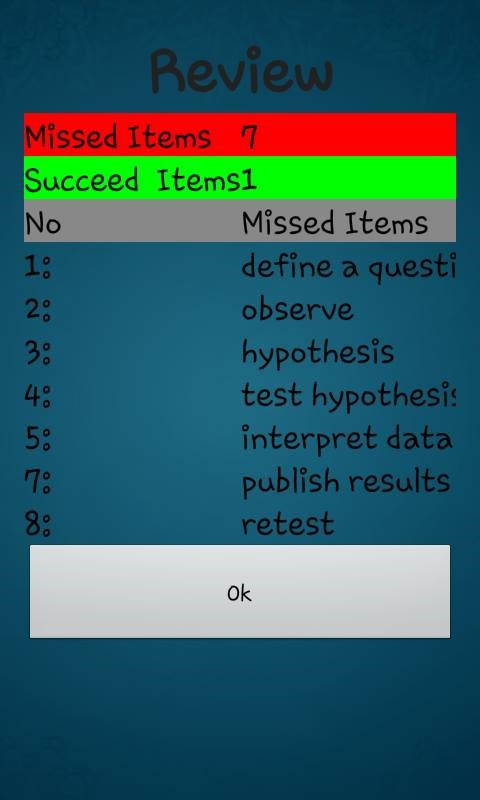 Review
Missed Items 7
Succeed Items1
No Missed Items
1: define a questi
2: observe
3: hypothesis
4: test hypothesis
5: interpret data
7: publish results
8: retest
Ok